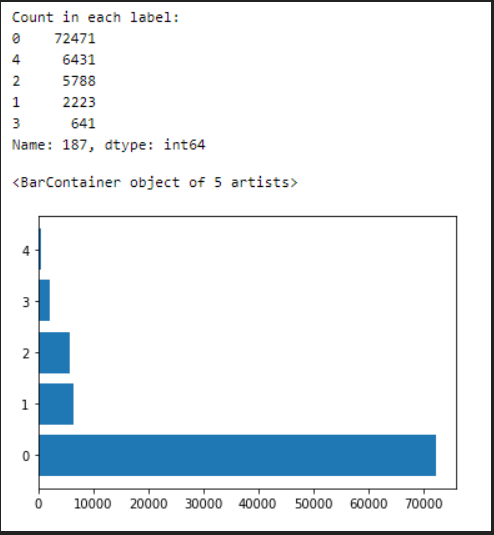 Count in each label:
0    72471
4     6431
2     5788
1     2223
3      641
Name: 187, dtype: int64
<BarContainer object of 5 artists>
4
3
2
1
0
0 10000 20000 30000 40000 50000 60000 70000